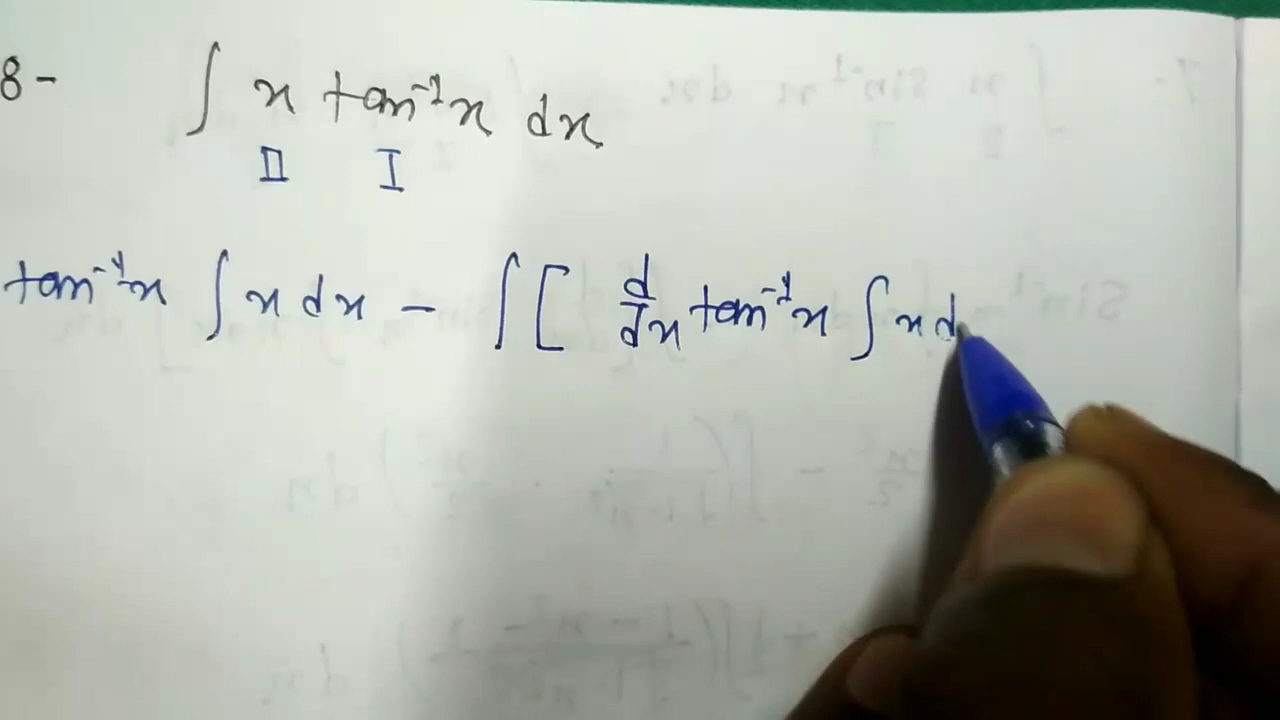 8- ∫ x tan⁻¹x dx
II I
tan⁻¹x ∫ x dx - ∫ [ d/dx tan⁻¹x ∫ x d